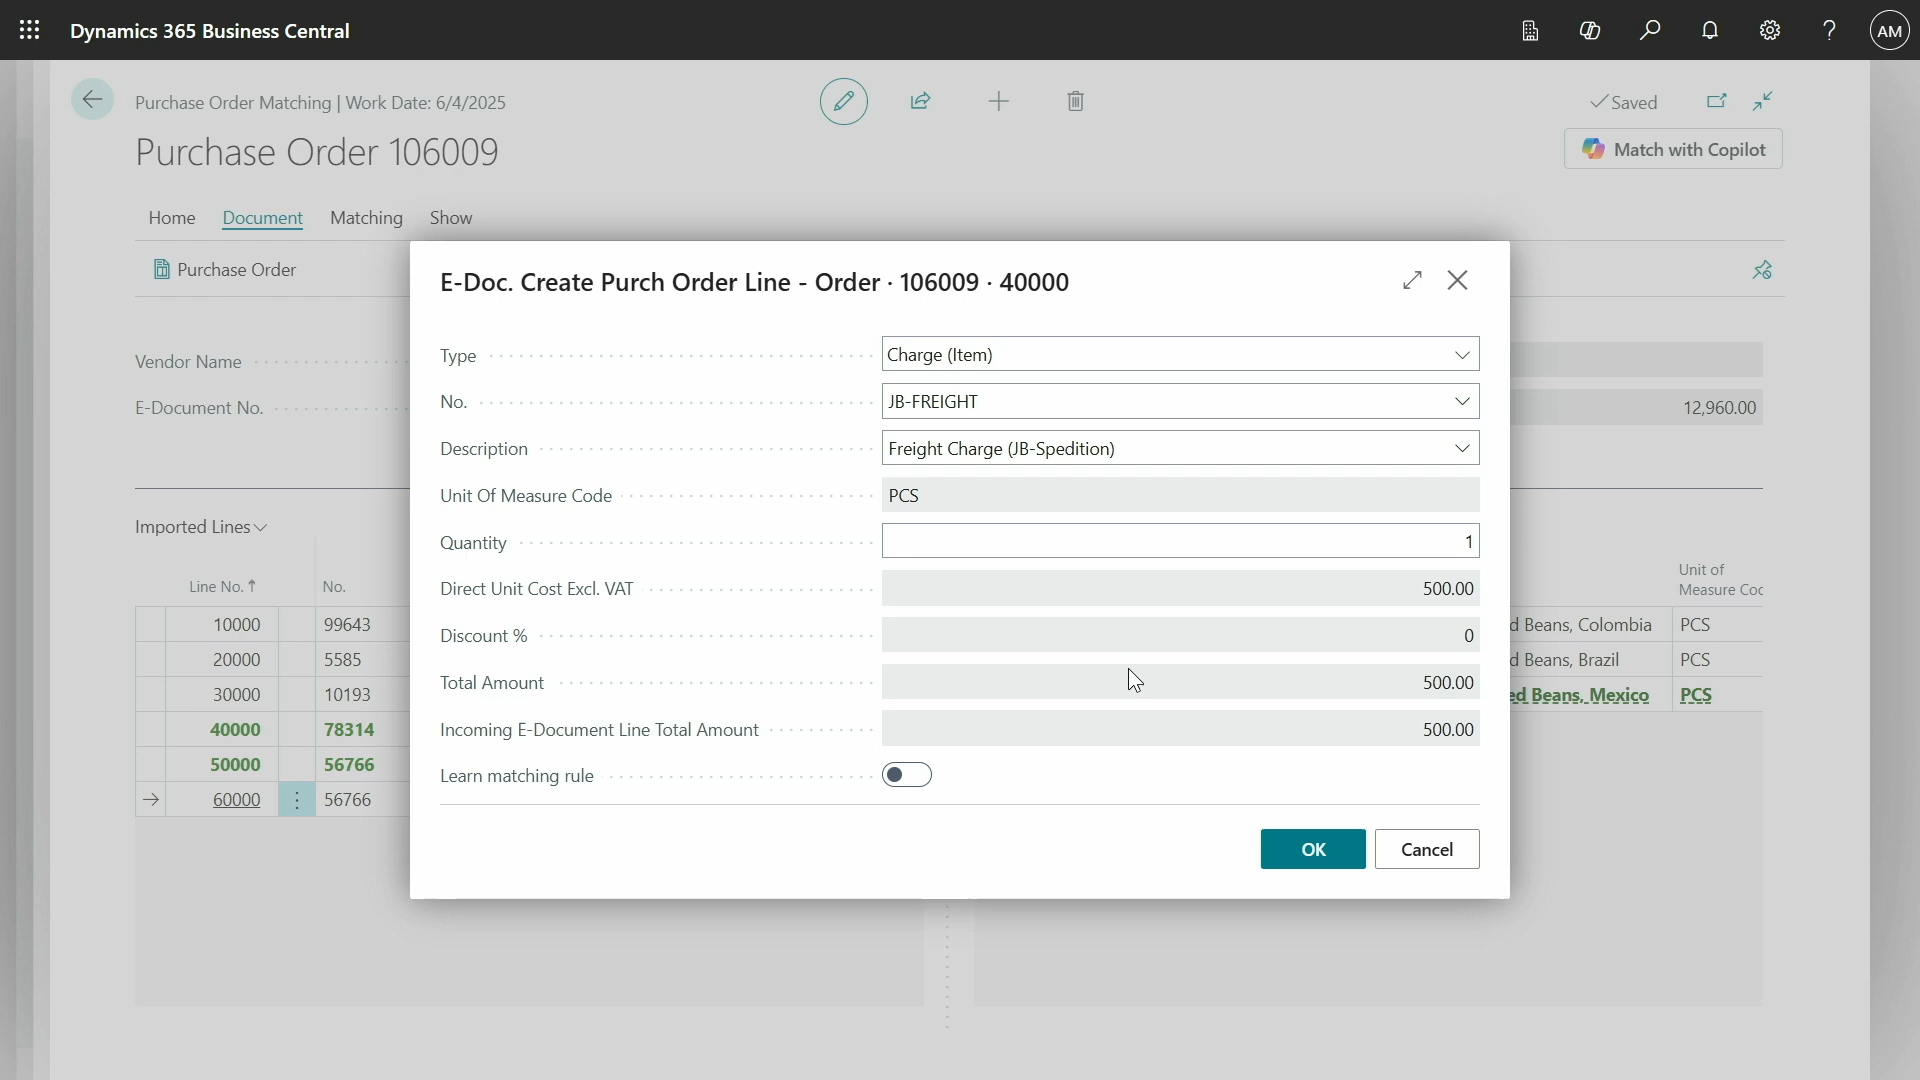 Dynamics 365 Business Central
AM
Purchase Order Matching | Work Date: 6/4/2025
Saved
Purchase Order 106009
Match with Copilot
Home Document Matching Show
Purchase Order
E-Doc. Create Purch Order Line - Order · 106009 · 40000
Vendor Name
E-Document No.
12,960.00
Type Charge (Item)
No. JB-FREIGHT
Description Freight Charge (JB-Spedition)
Unit Of Measure Code PCS
Quantity 1
Direct Unit Cost Excl. VAT 500.00
Discount % 0
Total Amount 500.00
Incoming E-Document Line Total Amount 500.00
Learn matching rule
OK Cancel
Imported Lines
Line No. ↑ No.
10000 99643
20000 5585
30000 10193
40000 78314
50000 56766
60000 56766
Unit of
Measure Coc
d Beans, Colombia PCS
d Beans, Brazil PCS
ed Beans, Mexico PCS